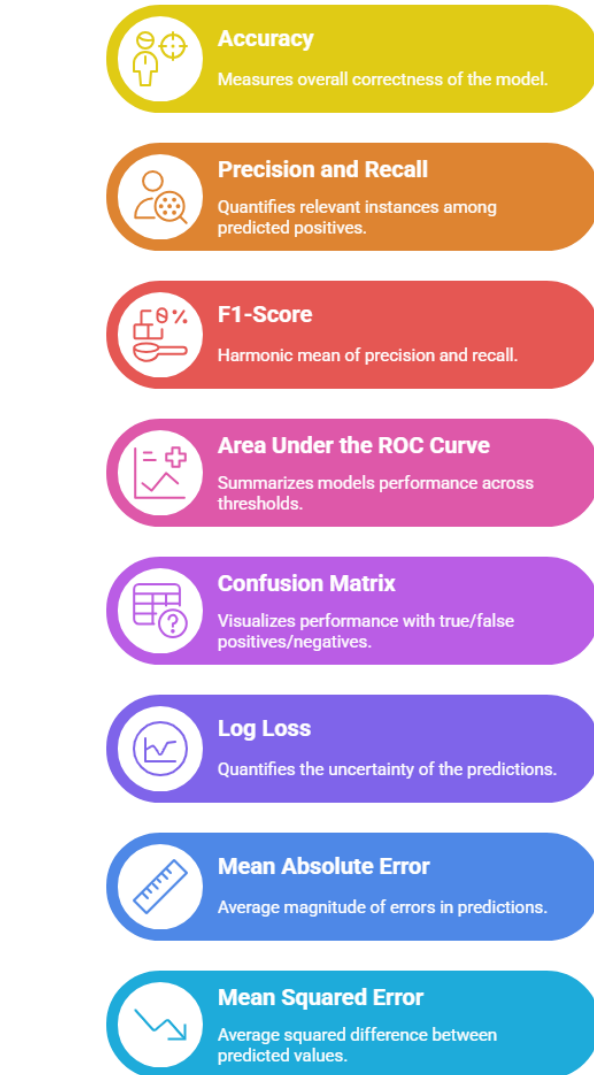 Accuracy
Measures overall correctness of the model.
Precision and Recall
Quantifies relevant instances among
predicted positives.
F1-Score
Harmonic mean of precision and recall.
Area Under the ROC Curve
Summarizes models performance across
thresholds.
Confusion Matrix
Visualizes performance with true/false
positives/negatives.
Log Loss
Quantifies the uncertainty of the predictions.
Mean Absolute Error
Average magnitude of errors in predictions.
Mean Squared Error
Average squared difference between
predicted values.